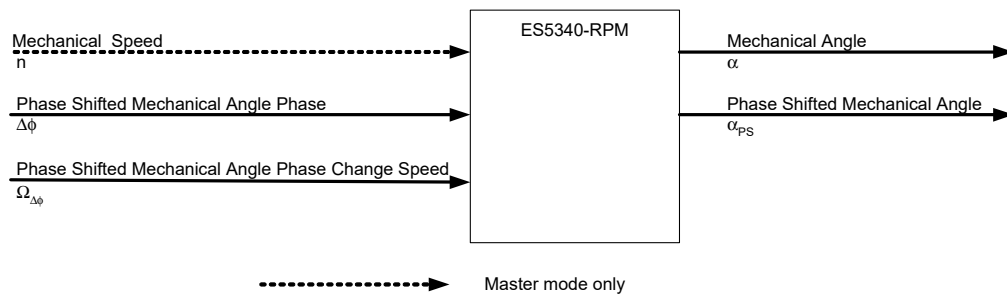 ES5340-RPM
Mechanical Speed
n
Mechanical Angle
α
Phase Shifted Mechanical Angle Phase
Δϕ
Phase Shifted Mechanical Angle
αPS
Phase Shifted Mechanical Angle Phase Change Speed
ΩΔϕ
Master mode only